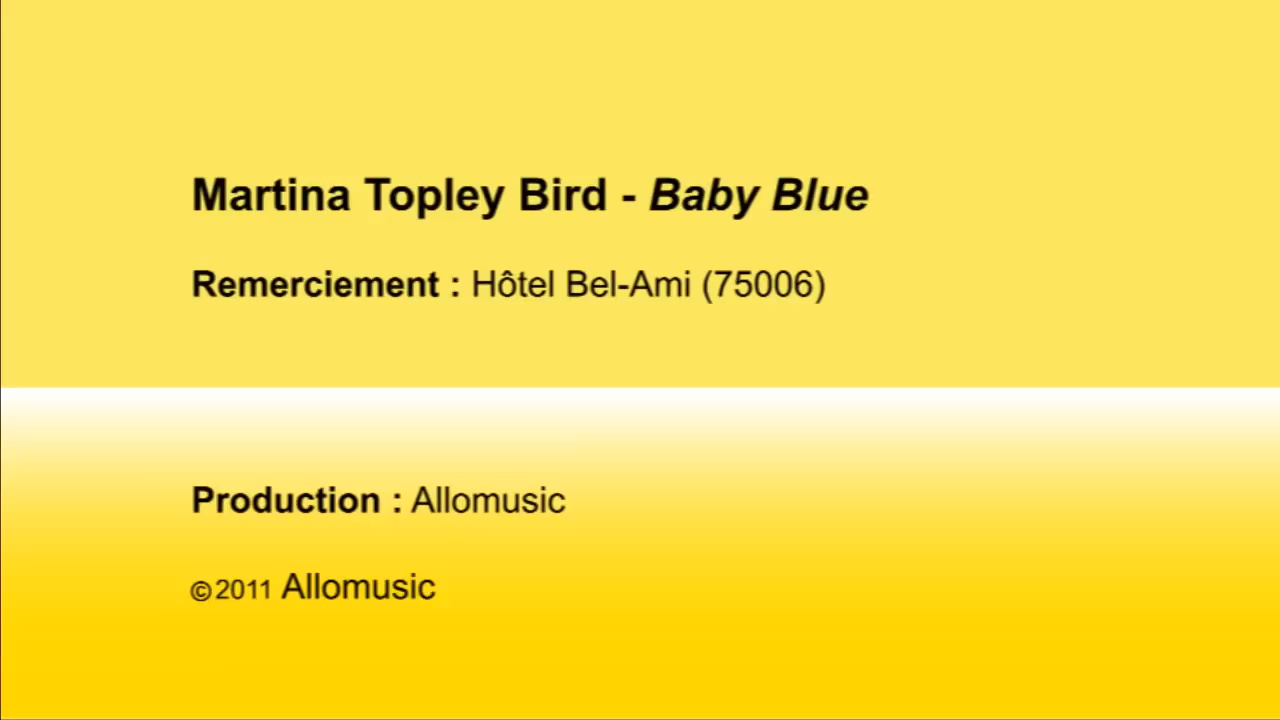 Martina Topley Bird - Baby Blue
Remerciement : Hôtel Bel-Ami (75006)
Production : Allomusic
©2011 Allomusic